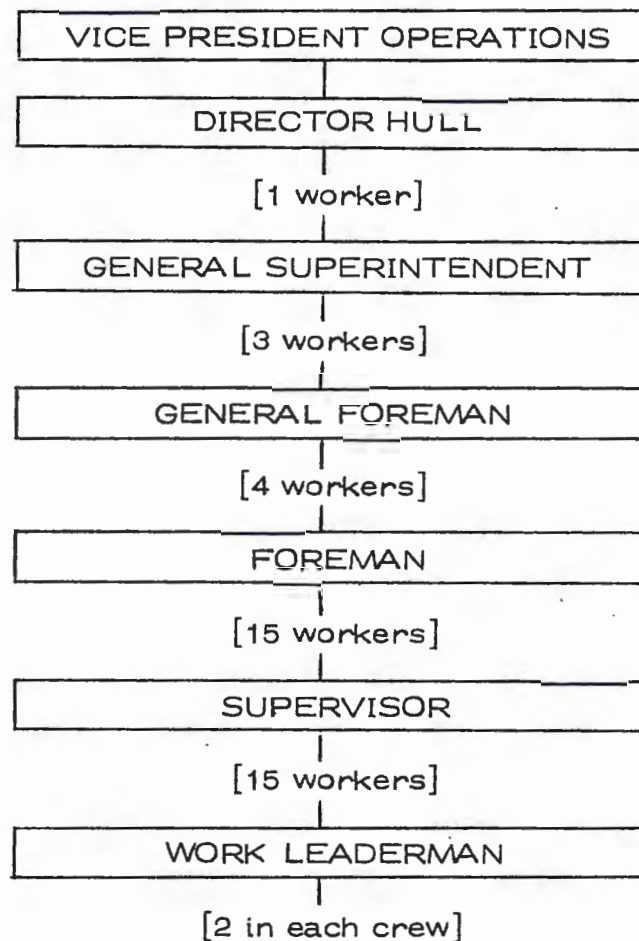 VICE PRESIDENT OPERATIONS
DIRECTOR HULL
[1 worker]
GENERAL SUPERINTENDENT
[3 workers]
GENERAL FOREMAN
[4 workers]
FOREMAN
[15 workers]
SUPERVISOR
[15 workers]
WORK LEADERMAN
[2 in each crew]